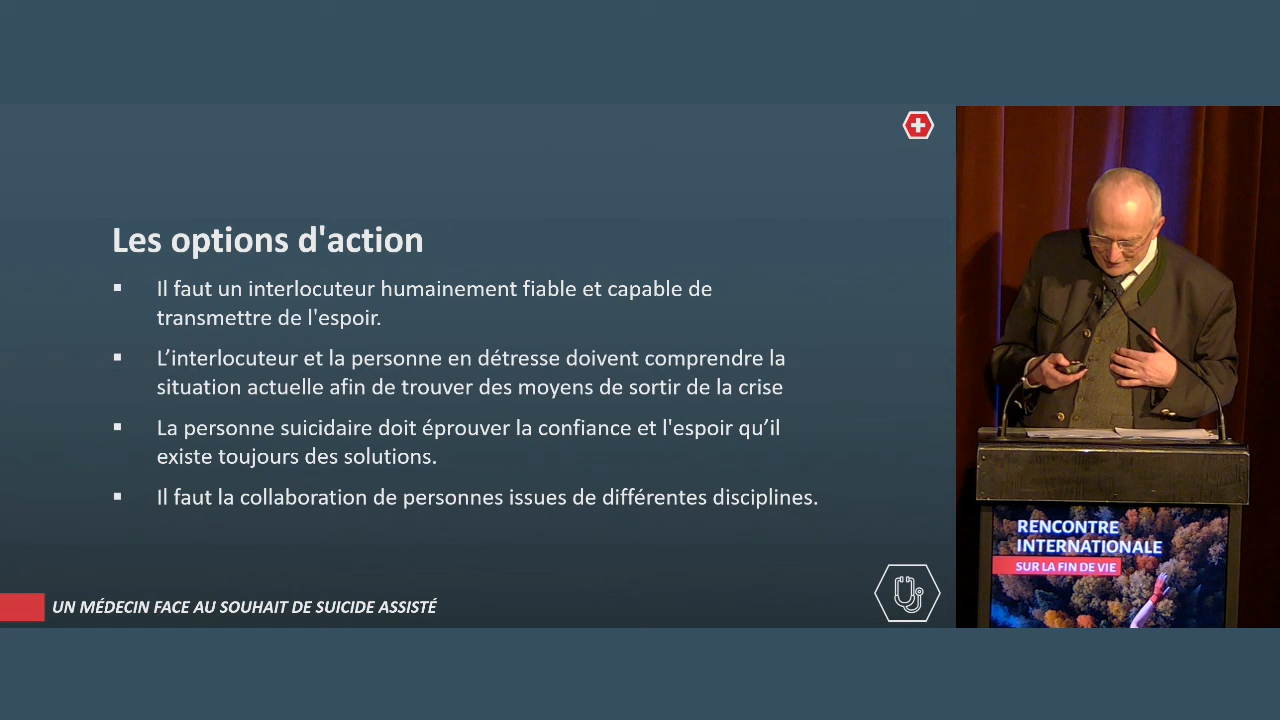 Les options d'action
▪ Il faut un interlocuteur humainement fiable et capable de
transmettre de l'espoir.
▪ L’interlocuteur et la personne en détresse doivent comprendre la
situation actuelle afin de trouver des moyens de sortir de la crise
▪ La personne suicidaire doit éprouver la confiance et l'espoir qu’il
existe toujours des solutions.
▪ Il faut la collaboration de personnes issues de différentes disciplines.
UN MÉDECIN FACE AU SOUHAIT DE SUICIDE ASSISTÉ
RENCONTRE
INTERNATIONALE
SUR LA FIN DE VIE